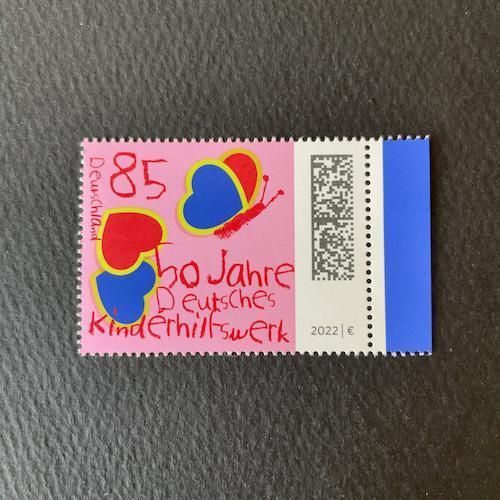 Deutschland
85
50 Jahre
Deutsches
Kinderhilfswerk
2022 | €